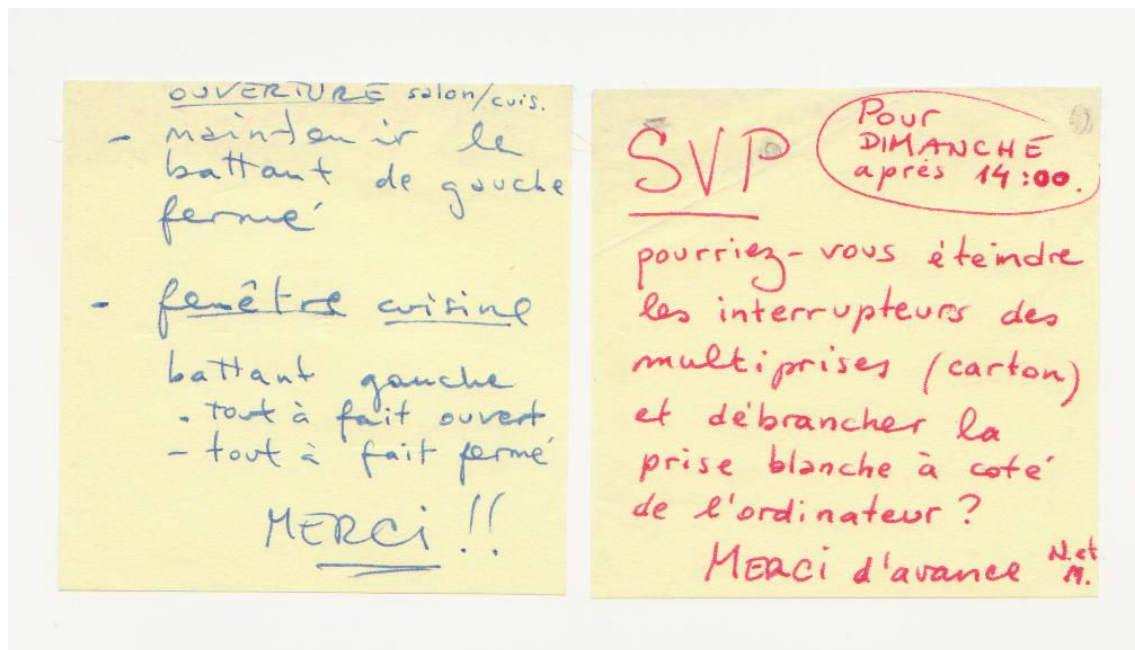 OUVERTURE salon/cuis.
- maintenir le
battant de gauche
fermé
- fenêtre cuisine
battant gauche
- tout à fait ouvert
- tout à fait fermé
MERCi !!
SVP
Pour
DIMANCHE
après 14:00.
pourriez-vous éteindre
les interrupteurs des
multiprises (carton)
et débrancher la
prise blanche à coté
de l'ordinateur ?
MERCi d'avance N. et
M.